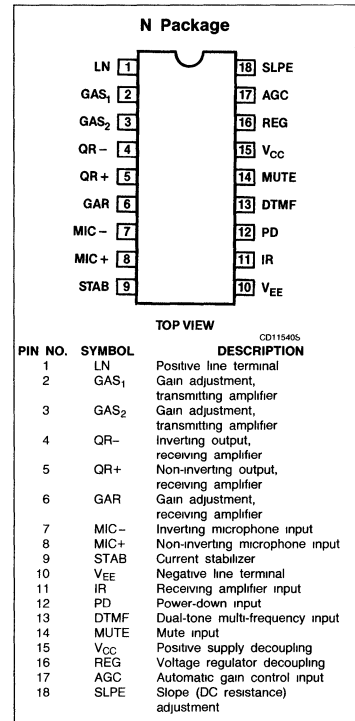 N Package
LN 1 18 SLPE
GAS1 2 17 AGC
GAS2 3 16 REG
QR− 4 15 VCC
QR+ 5 14 MUTE
GAR 6 13 DTMF
MIC− 7 12 PD
MIC+ 8 11 IR
STAB 9 10 VEE
TOP VIEW
CD11540S
PIN NO. SYMBOL DESCRIPTION
1 LN Positive line terminal
2 GAS1 Gain adjustment,
transmitting amplifier
3 GAS2 Gain adjustment,
transmitting amplifier
4 QR− Inverting output,
receiving amplifier
5 QR+ Non-inverting output,
receiving amplifier
6 GAR Gain adjustment,
receiving amplifier
7 MIC− Inverting microphone input
8 MIC+ Non-inverting microphone input
9 STAB Current stabilizer
10 VEE Negative line terminal
11 IR Receiving amplifier input
12 PD Power-down input
13 DTMF Dual-tone multi-frequency input
14 MUTE Mute input
15 VCC Positive supply decoupling
16 REG Voltage regulator decoupling
17 AGC Automatic gain control input
18 SLPE Slope (DC resistance)
adjustment